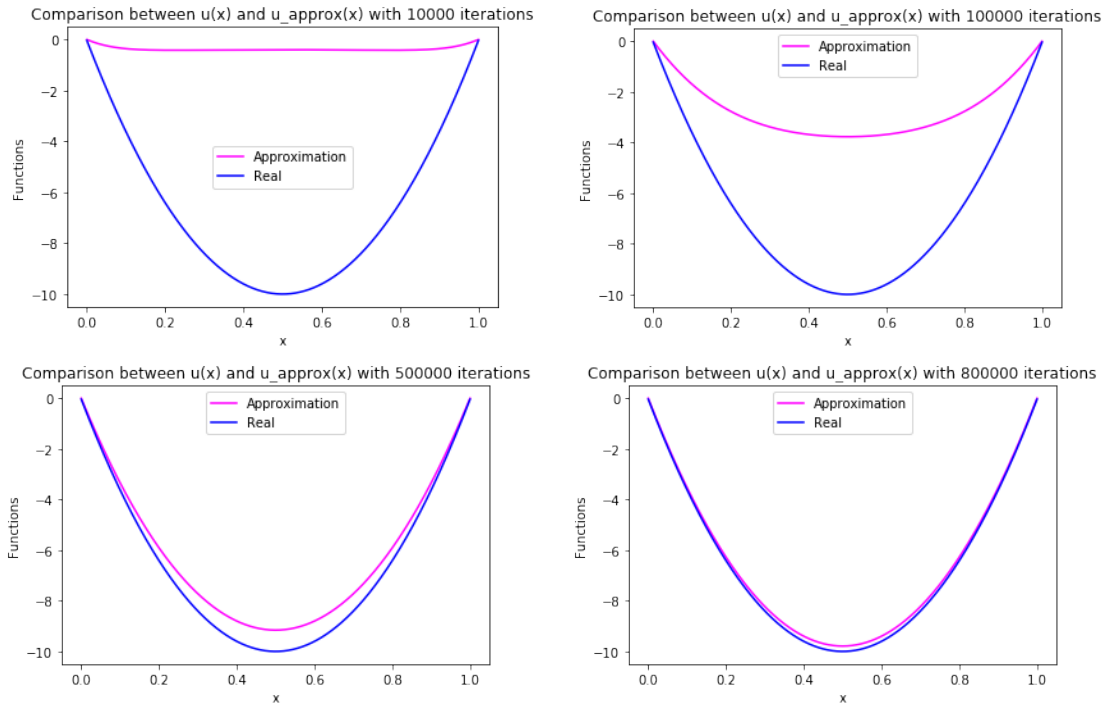 Comparison between u(x) and u_approx(x) with 10000 iterations
0
−2
−4
−6
−8
−10
Functions
Approximation
Real
0.0 0.2 0.4 0.6 0.8 1.0
x
Comparison between u(x) and u_approx(x) with 100000 iterations
0
−2
−4
−6
−8
−10
Functions
Approximation
Real
0.0 0.2 0.4 0.6 0.8 1.0
x
Comparison between u(x) and u_approx(x) with 500000 iterations
0
−2
−4
−6
−8
−10
Functions
Approximation
Real
0.0 0.2 0.4 0.6 0.8 1.0
x
Comparison between u(x) and u_approx(x) with 800000 iterations
0
−2
−4
−6
−8
−10
Functions
Approximation
Real
0.0 0.2 0.4 0.6 0.8 1.0
x